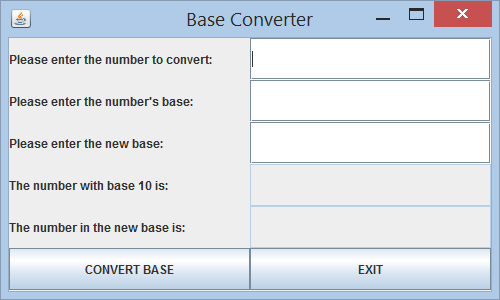 Base Converter
Please enter the number to convert:
Please enter the number's base:
Please enter the new base:
The number with base 10 is:
The number in the new base is:
CONVERT BASE EXIT